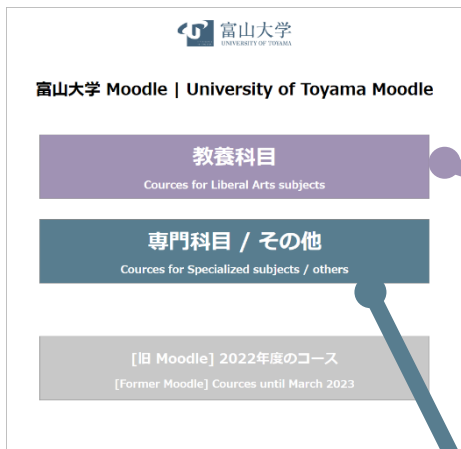 富山大学
UNIVERSITY OF TOYAMA
富山大学 Moodle | University of Toyama Moodle
教養科目
Cources for Liberal Arts subjects
専門科目 / その他
Cources for Specialized subjects / others
[旧 Moodle] 2022年度のコース
[Former Moodle] Cources until March 2023